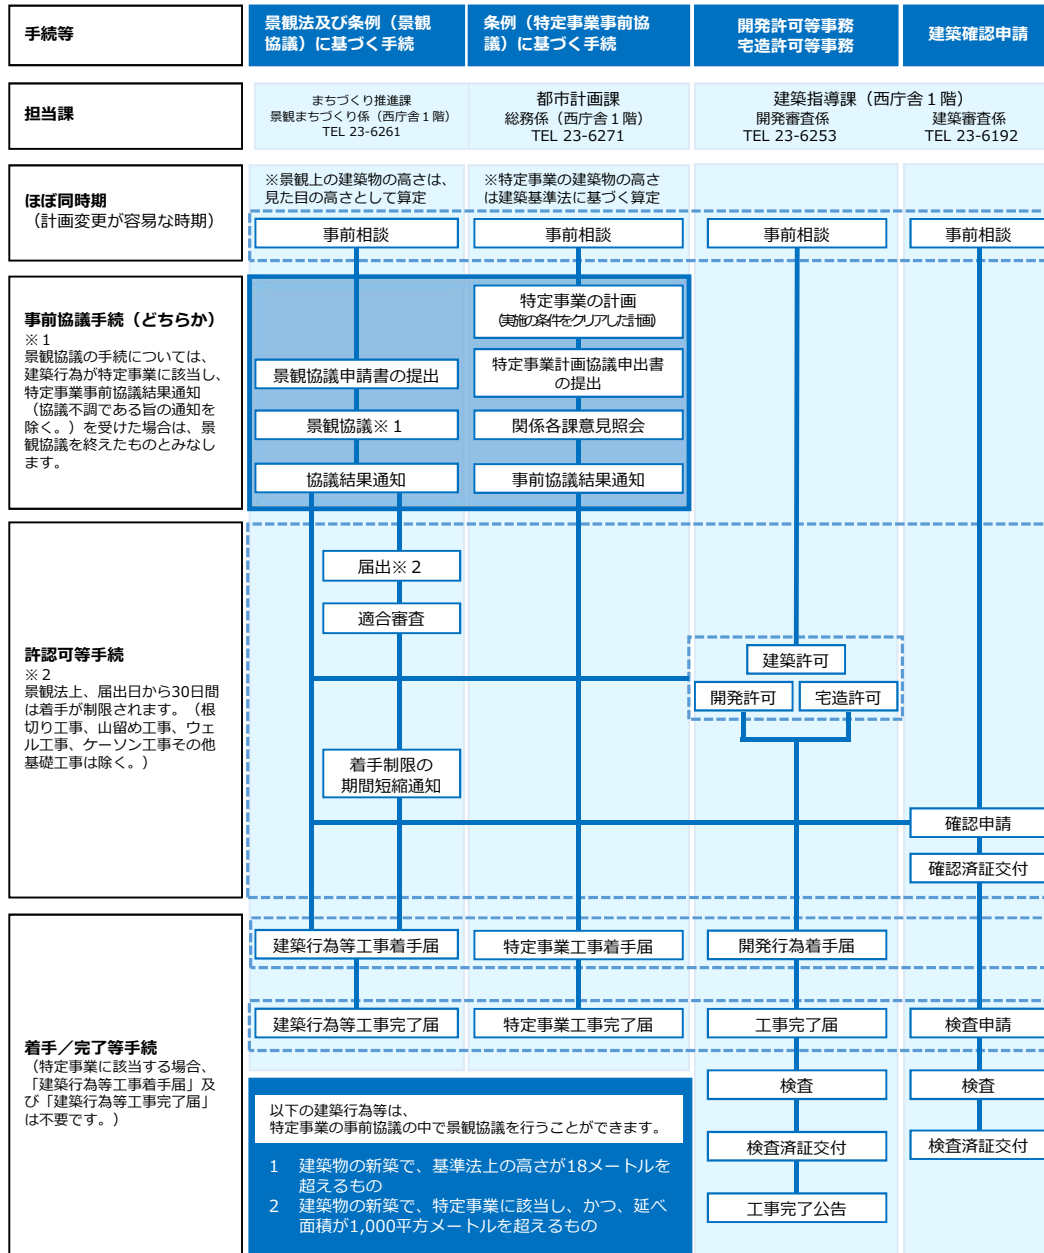 手続等
景観法及び条例（景観
協議）に基づく手続
条例（特定事業事前協
議）に基づく手続
開発許可等事務
宅造許可等事務
建築確認申請
担当課
まちづくり推進課
景観まちづくり係（西庁舎１階）
TEL 23-6261
都市計画課
総務係（西庁舎１階）
TEL 23-6271
建築指導課（西庁舎１階）
開発審査係
TEL 23-6253
建築審査係
TEL 23-6192
ほぼ同時期
（計画変更が容易な時期）
※景観上の建築物の高さは、
見た目の高さとして算定
※特定事業の建築物の高さ
は建築基準法に基づく算定
事前相談
事前相談
事前相談
事前相談
事前協議手続（どちらか）
※１
景観協議の手続については、
建築行為が特定事業に該当し、
特定事業事前協議結果通知
（協議不調である旨の通知を
除く。）を受けた場合は、景
観協議を終えたものとみなし
ます。
景観協議申請書の提出
景観協議※１
協議結果通知
特定事業の計画
（実施の条件をクリアした計画）
特定事業計画協議申出書
の提出
関係各課意見照会
事前協議結果通知
許認可等手続
※２
景観法上、届出日から30日間
は着手が制限されます。（根
切り工事、山留め工事、ウェ
ル工事、ケーソン工事その他
基礎工事は除く。）
届出※２
適合審査
着手制限の
期間短縮通知
建築許可
開発許可
宅造許可
確認申請
確認済証交付
着手／完了等手続
（特定事業に該当する場合、
「建築行為等工事着手届」及
び「建築行為等工事完了届」
は不要です。）
建築行為等工事着手届
特定事業工事着手届
開発行為着手届
建築行為等工事完了届
特定事業工事完了届
工事完了届
検査申請
検査
検査
検査済証交付
検査済証交付
工事完了公告
以下の建築行為等は、
特定事業の事前協議の中で景観協議を行うことができます。
1　建築物の新築で、基準法上の高さが18メートルを
超えるもの
2　建築物の新築で、特定事業に該当し、かつ、延べ
面積が1,000平方メートルを超えるもの